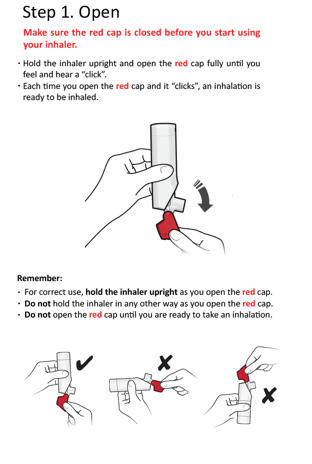 Step 1. Open
Make sure the red cap is closed before you start using
your inhaler.
· Hold the inhaler upright and open the red cap fully until you
feel and hear a “click”.
· Each time you open the red cap and it “clicks”, an inhalation is
ready to be inhaled.
Remember:
· For correct use, hold the inhaler upright as you open the red cap.
· Do not hold the inhaler in any other way as you open the red cap.
· Do not open the red cap until you are ready to take an inhalation.